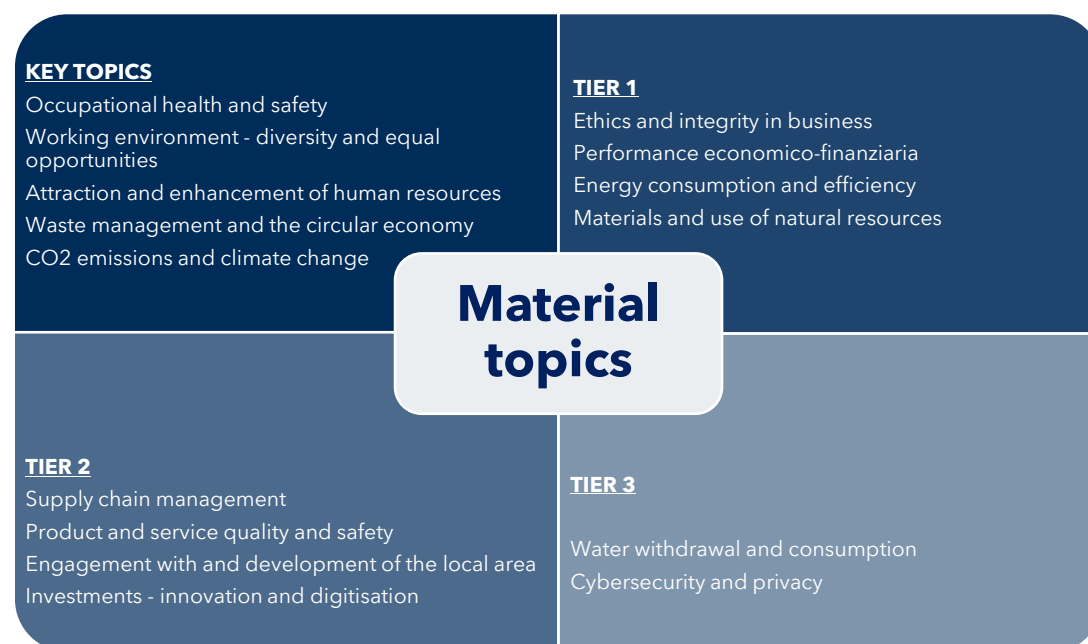 KEY TOPICS
Occupational health and safety
Working environment - diversity and equal
opportunities
Attraction and enhancement of human resources
Waste management and the circular economy
CO2 emissions and climate change
TIER 1
Ethics and integrity in business
Performance economico-finanziaria
Energy consumption and efficiency
Materials and use of natural resources
Material
topics
TIER 2
Supply chain management
Product and service quality and safety
Engagement with and development of the local area
Investments - innovation and digitisation
TIER 3
Water withdrawal and consumption
Cybersecurity and privacy